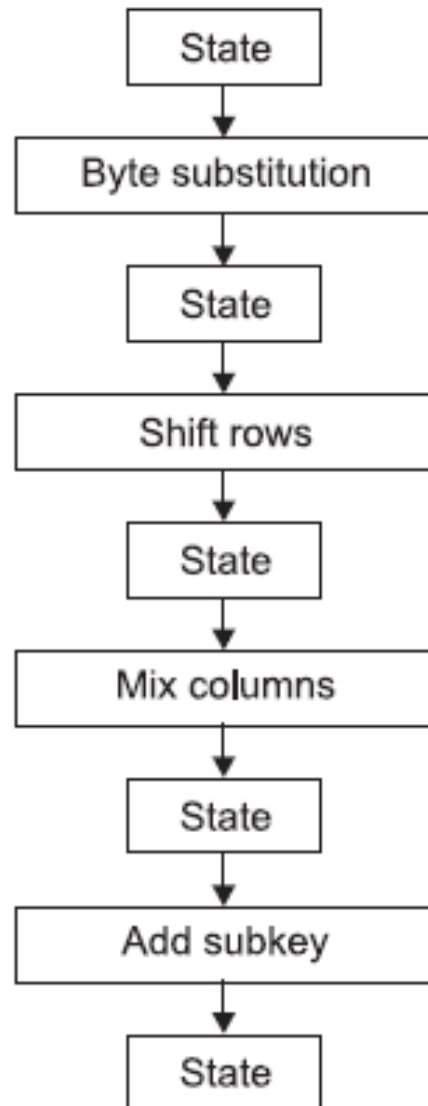 State
Byte substitution
State
Shift rows
State
Mix columns
State
Add subkey
State